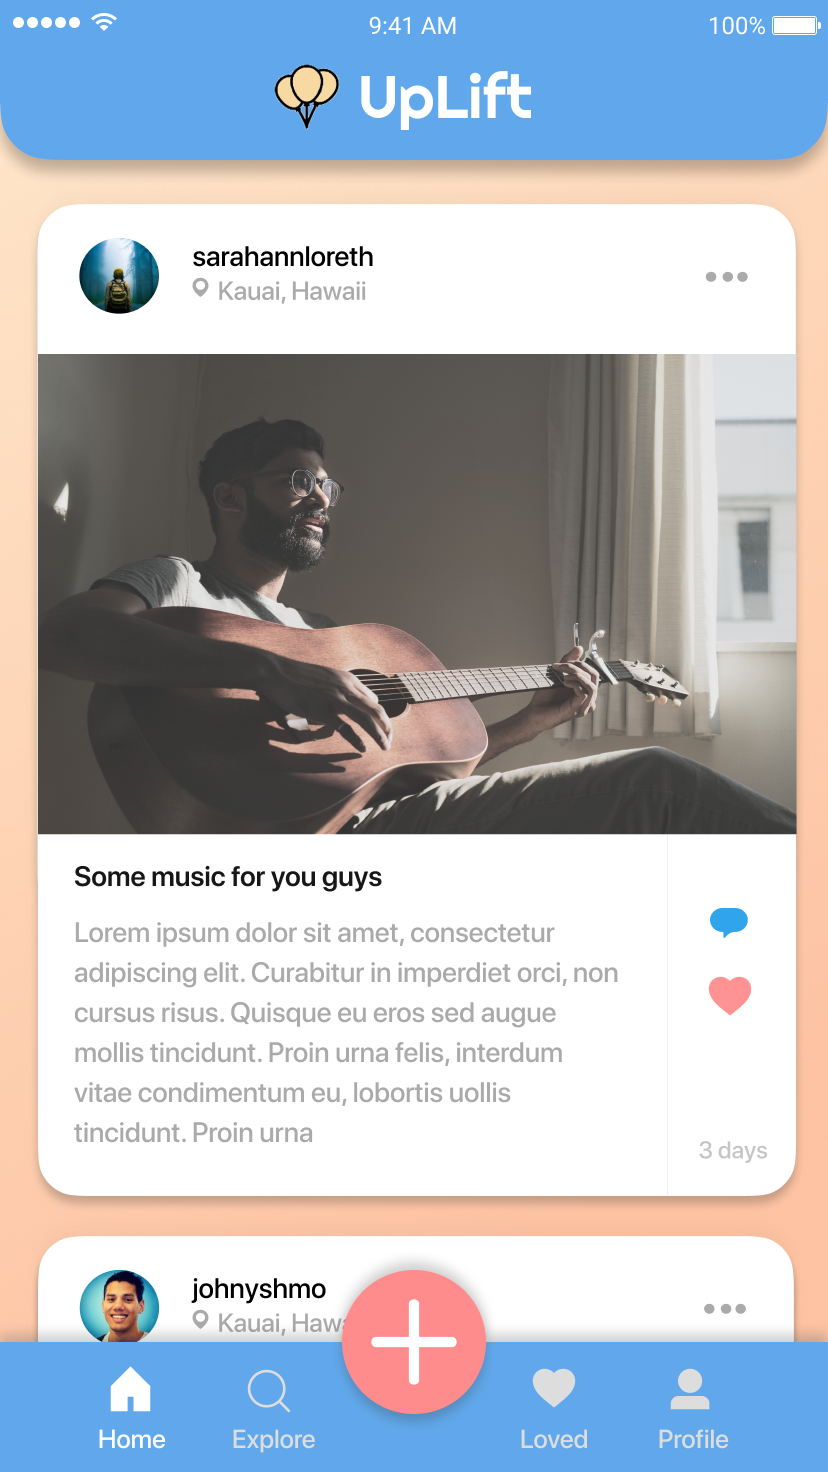 9:41 AM
100%
UpLift
sarahannloreth
Kauai, Hawaii
Some music for you guys
Lorem ipsum dolor sit amet, consectetur
adipiscing elit. Curabitur in imperdiet orci, non
cursus risus. Quisque eu eros sed augue
mollis tincidunt. Proin urna felis, interdum
vitae condimentum eu, lobortis uollis
tincidunt. Proin urna
3 days
johnyshmo
Kauai, Hawa
Home
Explore
Loved
Profile